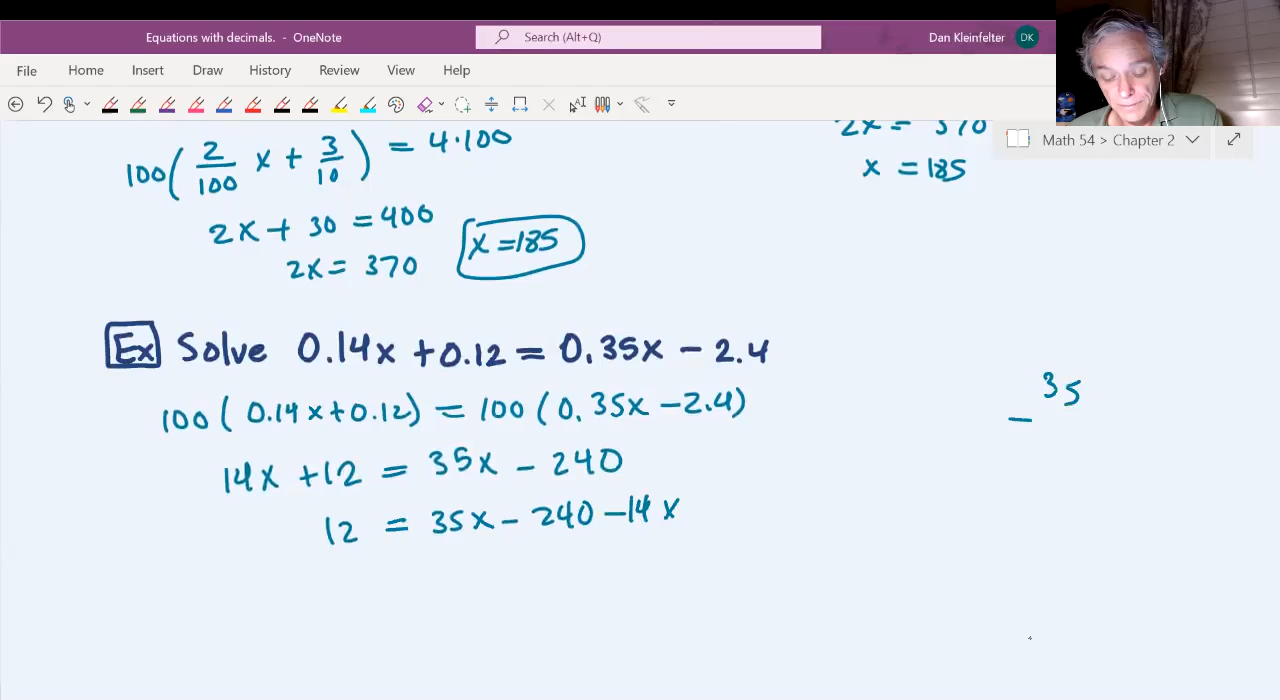 Equations with decimals. - OneNote
Search (Alt+Q)
Dan Kleinfelter DK
File Home Insert Draw History Review View Help
Math 54 > Chapter 2
100( 2/100 x + 3/10 ) = 4·100
2x + 30 = 400
2x = 370
x = 185
2x = 370
x = 185
Ex Solve 0.14x + 0.12 = 0.35x - 2.4
100( 0.14x+0.12) = 100 (0.35x - 2.4)
14x + 12 = 35x - 240
12 = 35x - 240 - 14x
35
-